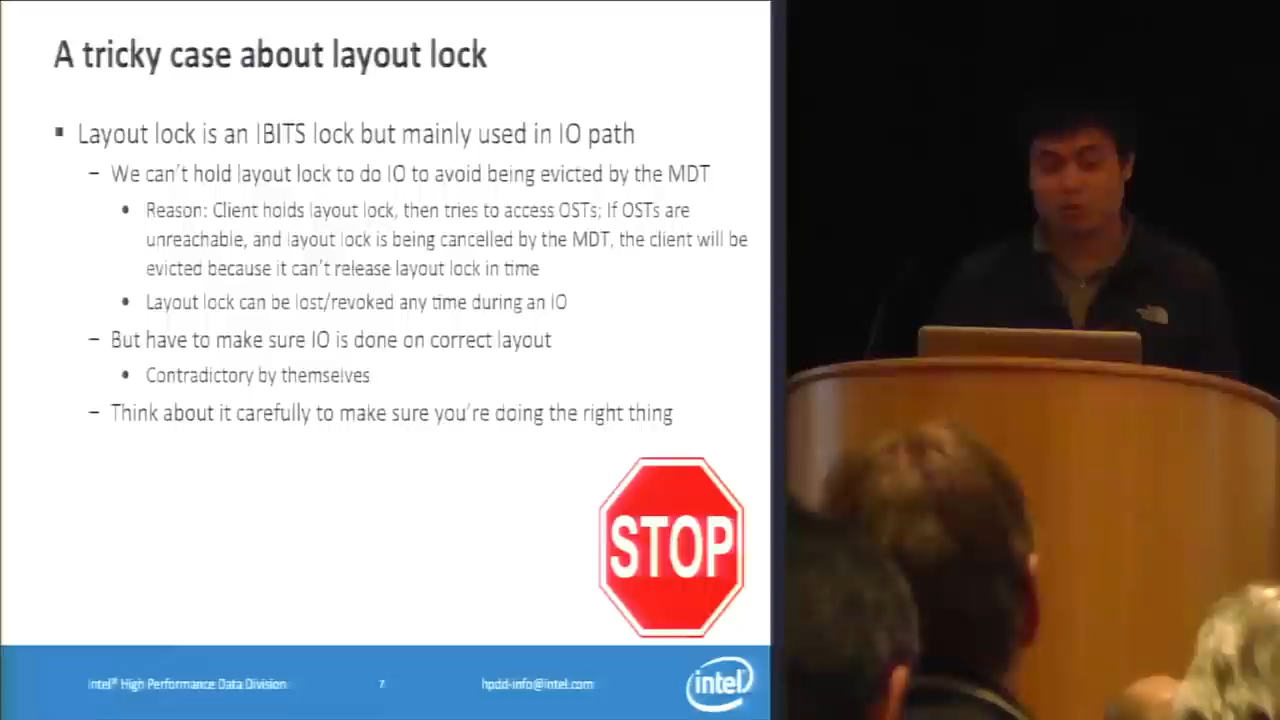 A tricky case about layout lock
▪ Layout lock is an IBITS lock but mainly used in IO path
– We can't hold layout lock to do IO to avoid being evicted by the MDT
• Reason: Client holds layout lock, then tries to access OSTs; If OSTs are
unreachable, and layout lock is being cancelled by the MDT, the client will be
evicted because it can't release layout lock in time
• Layout lock can be lost/revoked any time during an IO
– But have to make sure IO is done on correct layout
• Contradictory by themselves
– Think about it carefully to make sure you're doing the right thing
STOP
Intel® High Performance Data Division 7 hpdd-info@intel.com
intel